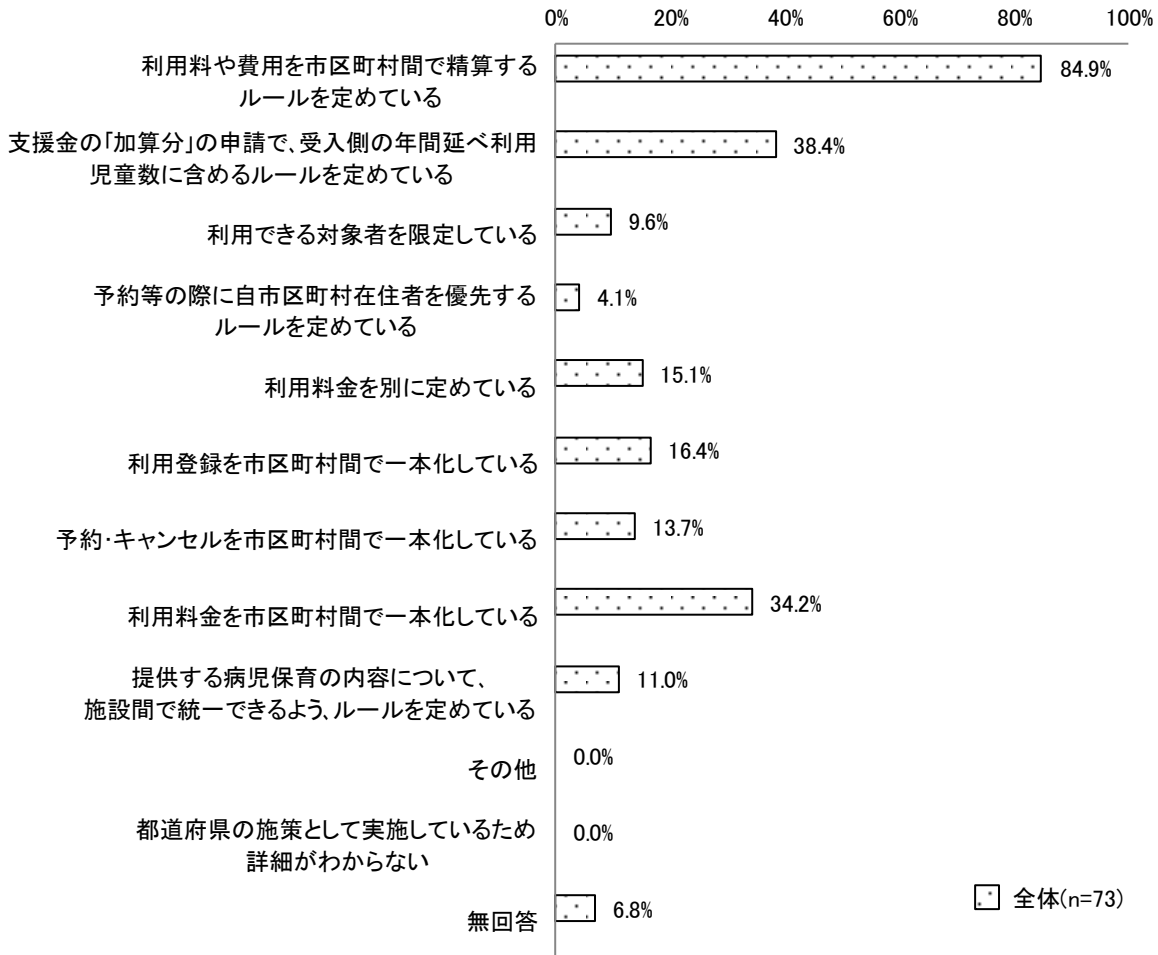 0% 20% 40% 60% 80% 100%
利用料や費用を市区町村間で精算する
ルールを定めている
84.9%
支援金の「加算分」の申請で、受入側の年間延べ利用
児童数に含めるルールを定めている
38.4%
利用できる対象者を限定している
9.6%
予約等の際に自市区町村在住者を優先する
ルールを定めている
4.1%
利用料金を別に定めている
15.1%
利用登録を市区町村間で一本化している
16.4%
予約・キャンセルを市区町村間で一本化している
13.7%
利用料金を市区町村間で一本化している
34.2%
提供する病児保育の内容について、
施設間で統一できるよう、ルールを定めている
11.0%
その他
0.0%
都道府県の施策として実施しているため
詳細がわからない
0.0%
無回答
6.8%
全体(n=73)